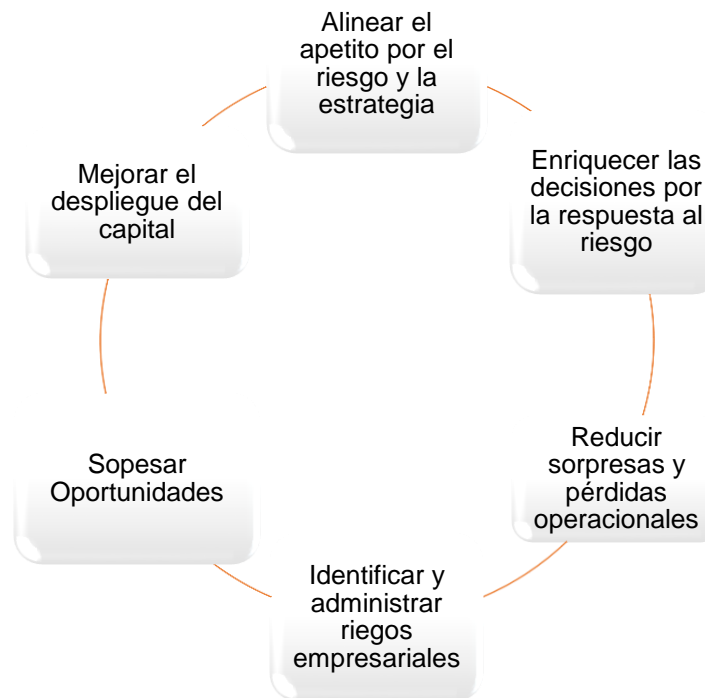 Alinear el
apetito por el
riesgo y la
estrategia
Enriquecer las
decisiones por
la respuesta al
riesgo
Reducir
sorpresas y
pérdidas
operacionales
Identificar y
administrar
riegos
empresariales
Sopesar
Oportunidades
Mejorar el
despliegue del
capital